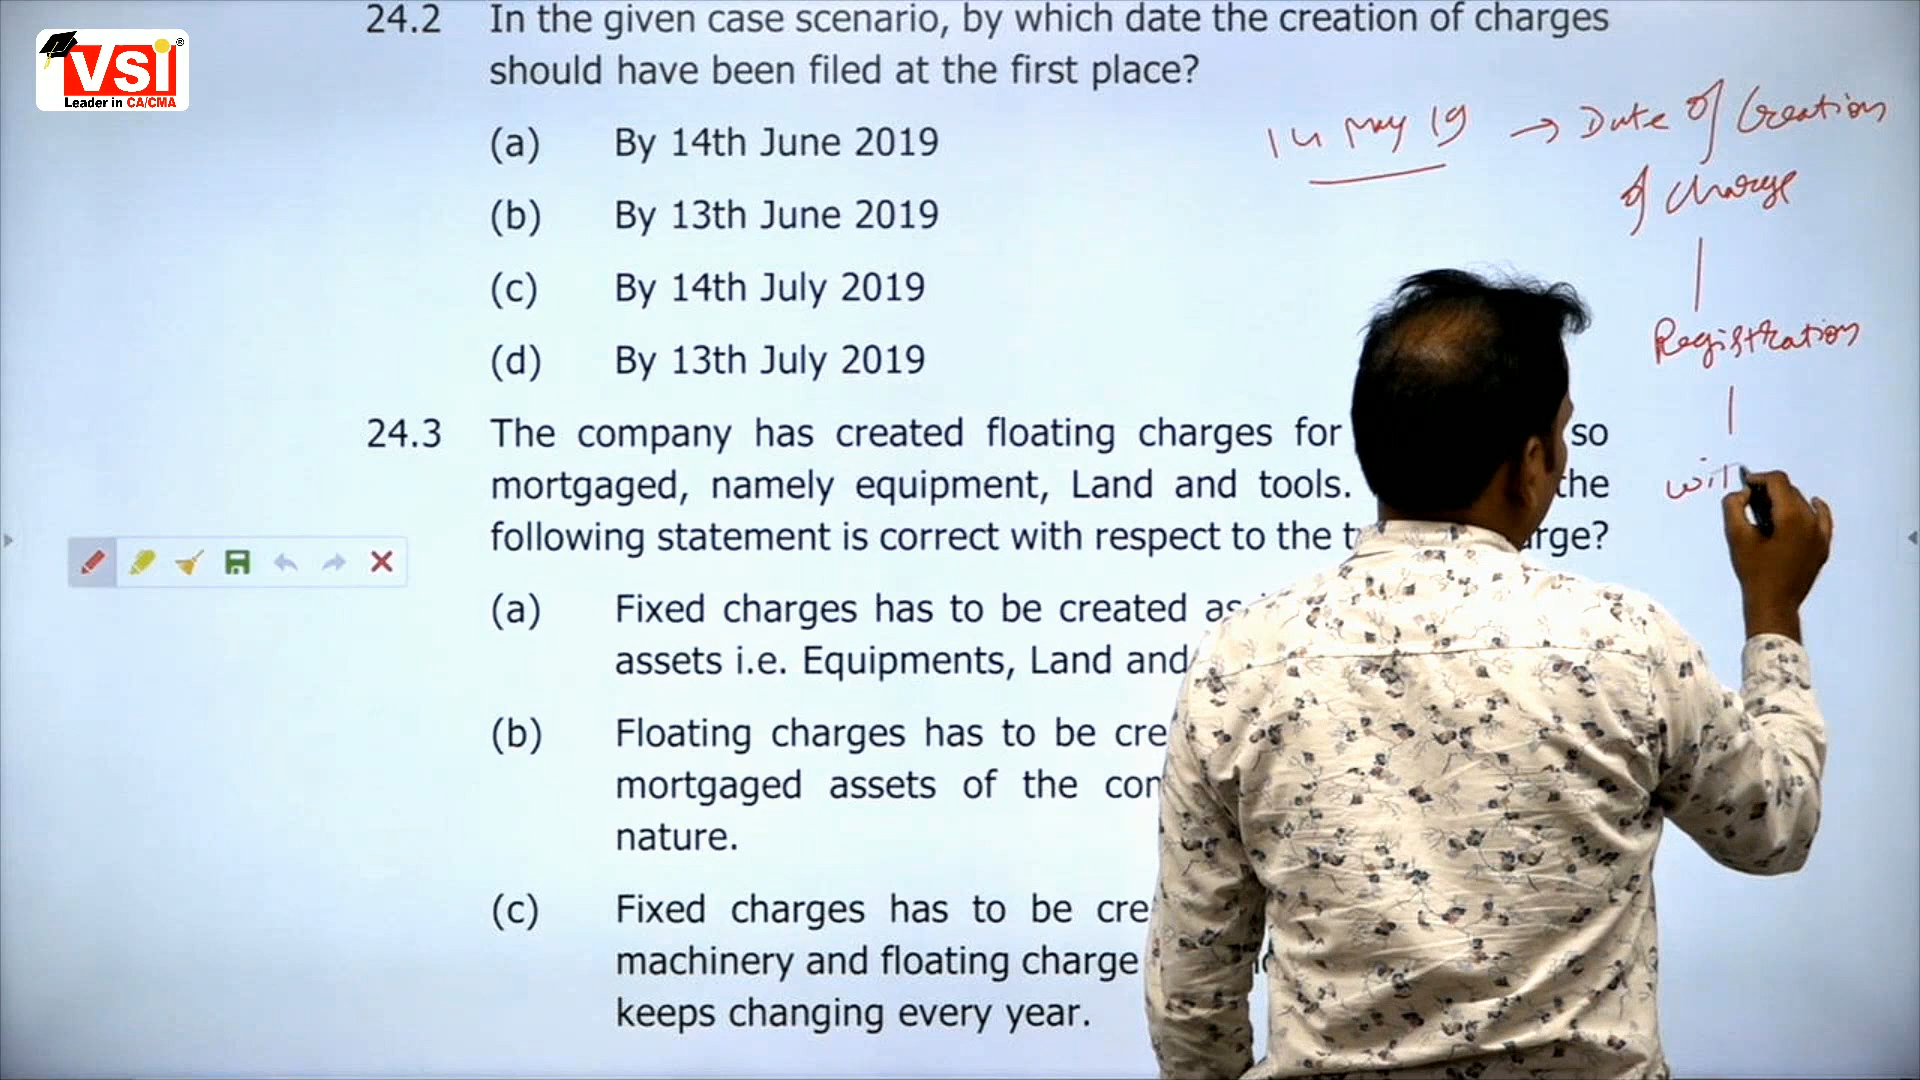 VSI
Leader in CA/CMA
24.2 In the given case scenario, by which date the creation of charges
should have been filed at the first place?
(a) By 14th June 2019
(b) By 13th June 2019
(c) By 14th July 2019
(d) By 13th July 2019
14 May 19 → Date of Creation
of charge
Registration
wit
24.3 The company has created floating charges for so
mortgaged, namely equipment, Land and tools. the
following statement is correct with respect to the
(a) Fixed charges has to be created as
assets i.e. Equipments, Land and
(b) Floating charges has to be
mortgaged assets of the
nature.
(c) Fixed charges has to be
machinery and floating charge
keeps changing every year.